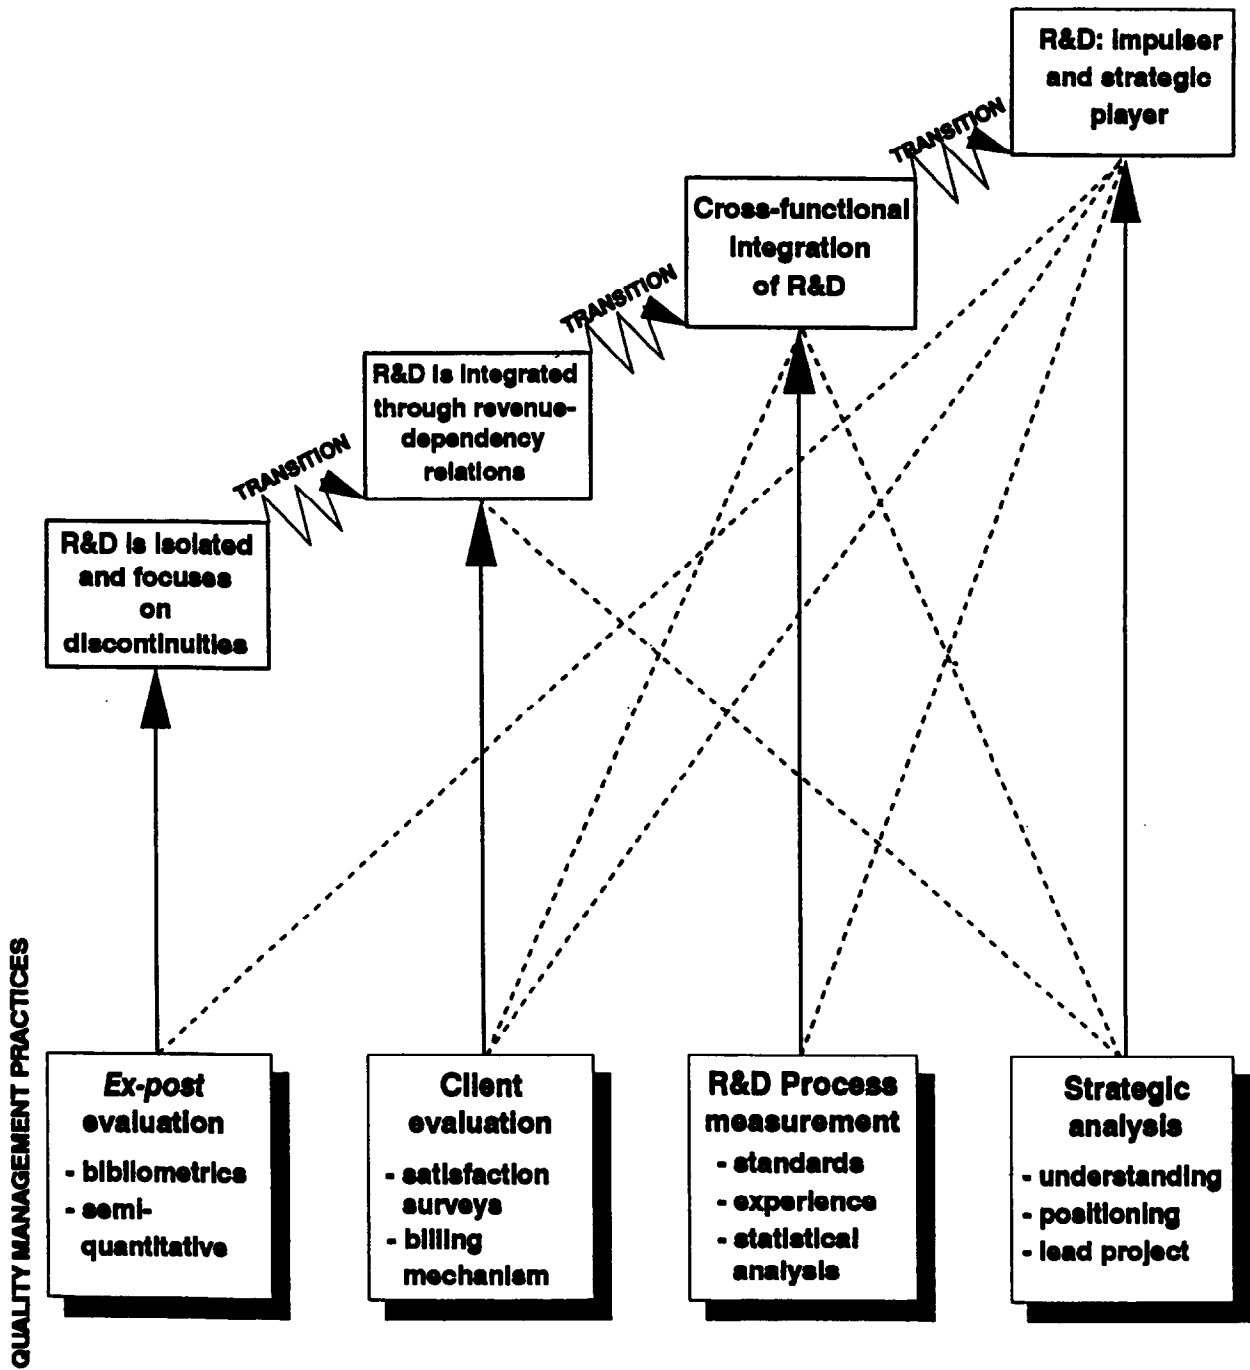 R&D: impulser
and strategic
player
TRANSITION
Cross-functional
integration
of R&D
TRANSITION
R&D is integrated
through revenue-
dependency
relations
TRANSITION
R&D is isolated
and focuses
on
discontinuities
QUALITY MANAGEMENT PRACTICES
Ex-post
evaluation
- bibliometrics
- semi-
quantitative
Client
evaluation
- satisfaction
surveys
- billing
mechanism
R&D Process
measurement
- standards
- experience
- statistical
analysis
Strategic
analysis
- understanding
- positioning
- lead project